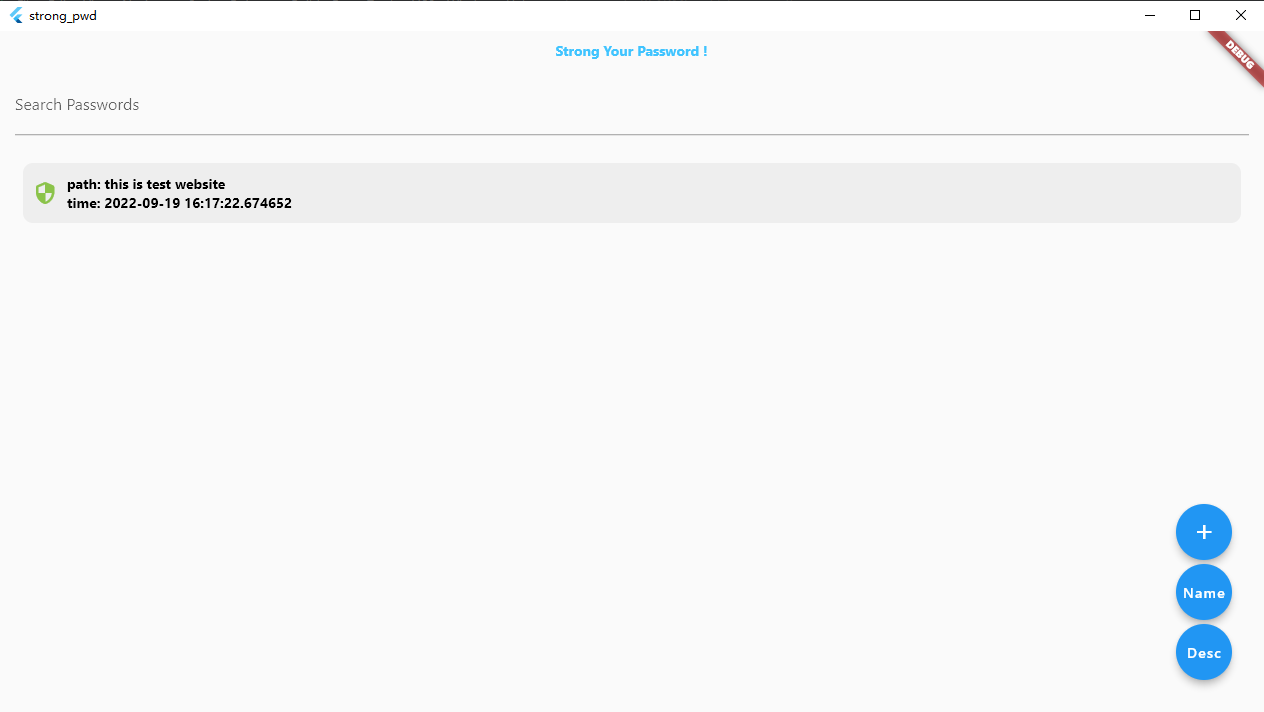 strong_pwd
Strong Your Password !
DEBUG
Search Passwords
path: this is test website
time: 2022-09-19 16:17:22.674652
+
Name
Desc